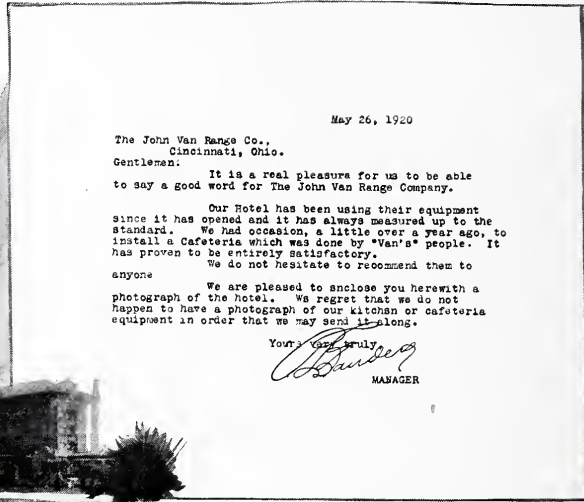 May 26, 1920
The John Van Range Co.,
Cincinnati, Ohio.
Gentlemen:
It is a real pleasura for us to be able
to say a good word for The John Van Range Company.
Our Hotel has been using their equipment
since it has opened and it has always measured up to the
standard. We had occasion, a little over a year ago, to
install a Cafeteria which was done by "Van's" people. It
has proven to be entirely satisfactory.
We do not hesitate to recommend them to
anyone
We are pleased to snclose you herewith a
photograph of the hotel. Ws regret that we do not
happen to have a photograph of our kitchsn or cafeteria
equipment in order that we may send it along.
Yours very truly
MANAGER